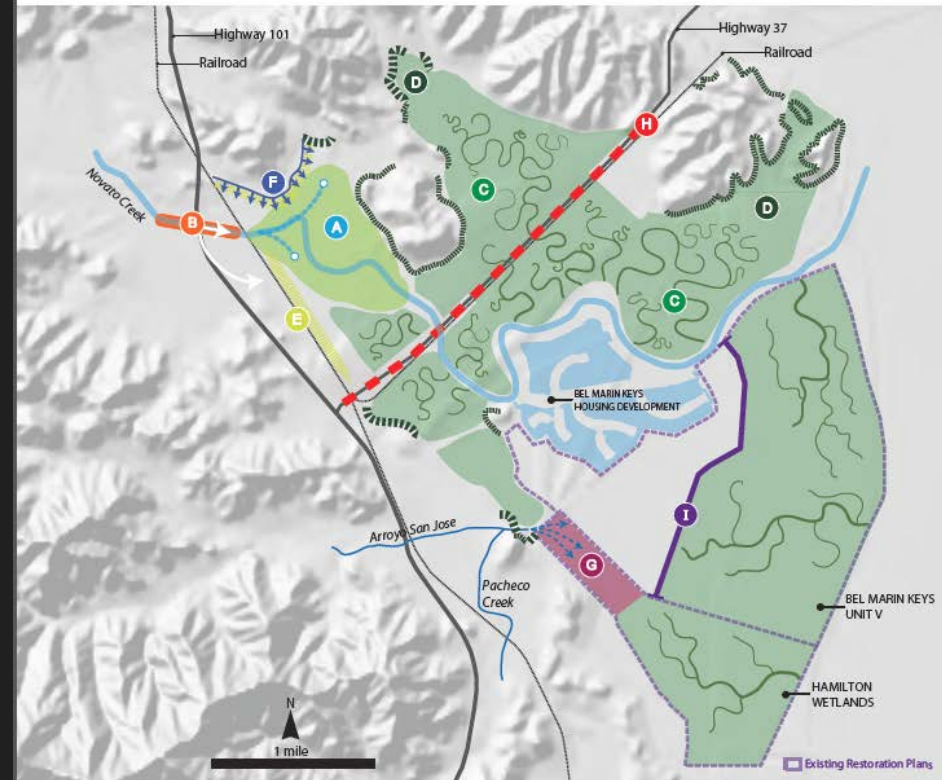 Highway 101
Railroad
Highway 37
Railroad
D
H
F
C
Novato Creek
B
A
D
E
C
BEL MARIN KEYS
HOUSING DEVELOPMENT
I
Arroyo San Jose
G
Pacheco
Creek
BEL MARIN KEYS
UNIT V
HAMILTON
WETLANDS
N
1 mile
Existing Restoration Plans